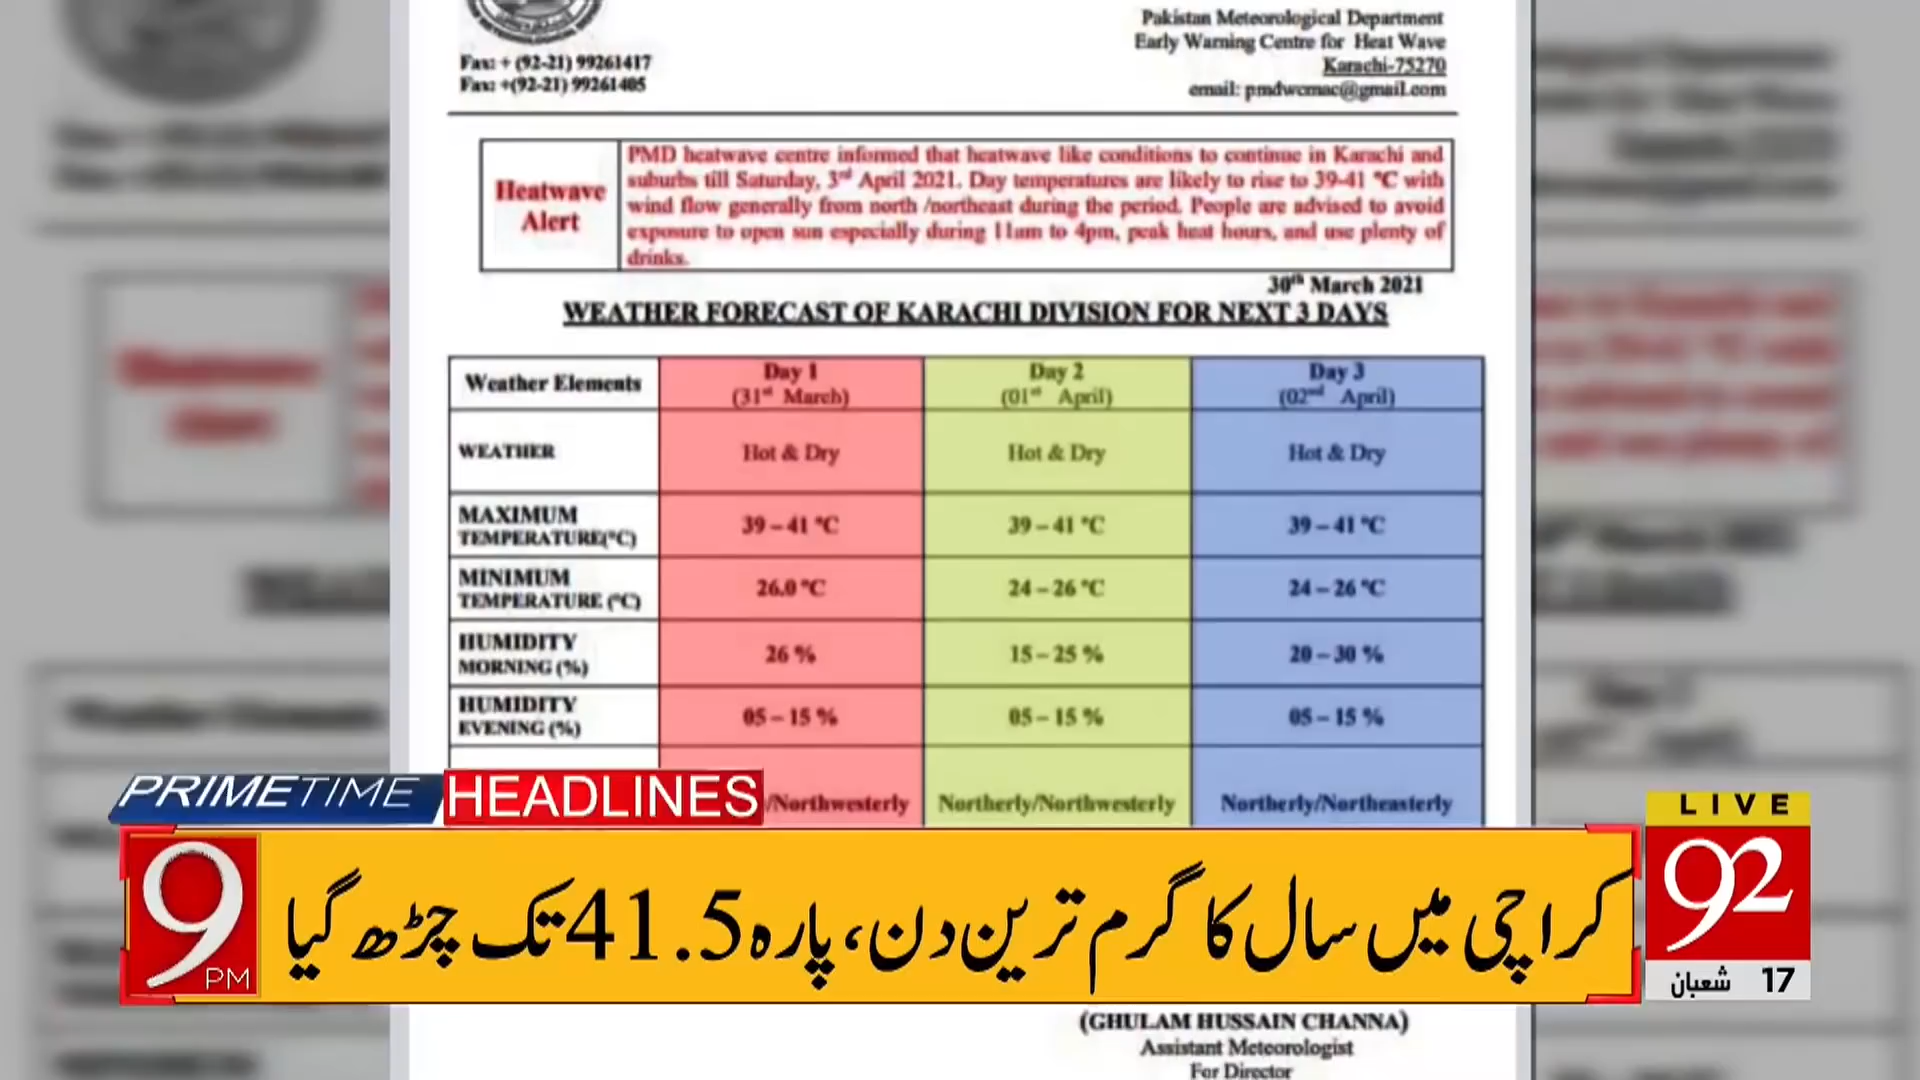 Pakistan Meteorological Department
Early Warning Centre for Heat Wave
Karachi-75270
email: pmdwcmac@gmail.com
Fax: + (92-21) 99261417
Fax: +(92-21) 99261405
Heatwave Alert
PMD heatwave centre informed that heatwave like conditions to continue in Karachi and
suburbs till Saturday, 3rd April 2021. Day temperatures are likely to rise to 39-41 °C with
wind flow generally from north /northeast during the period. People are advised to avoid
exposure to open sun especially during 11am to 4pm, peak heat hours, and use plenty of
drinks.
30th March 2021
WEATHER FORECAST OF KARACHI DIVISION FOR NEXT 3 DAYS
Weather Elements Day 1 (31st March) Day 2 (01st April) Day 3 (02nd April)
WEATHER Hot & Dry Hot & Dry Hot & Dry
MAXIMUM TEMPERATURE(°C) 39 – 41 °C 39 – 41 °C 39 – 41 °C
MINIMUM TEMPERATURE (°C) 26.0 °C 24 – 26 °C 24 – 26 °C
HUMIDITY MORNING (%) 26 % 15 – 25 % 20 – 30 %
HUMIDITY EVENING (%) 05 – 15 % 05 – 15 % 05 – 15 %
/Northwesterly Northerly/Northwesterly Northerly/Northeasterly
PRIMETIME HEADLINES
9 PM
کراچی میں سال کا گرم ترین دن، پارہ 41.5 تک چڑھ گیا
LIVE
92
17 شعبان
(GHULAM HUSSAIN CHANNA)
Assistant Meteorologist
For Director